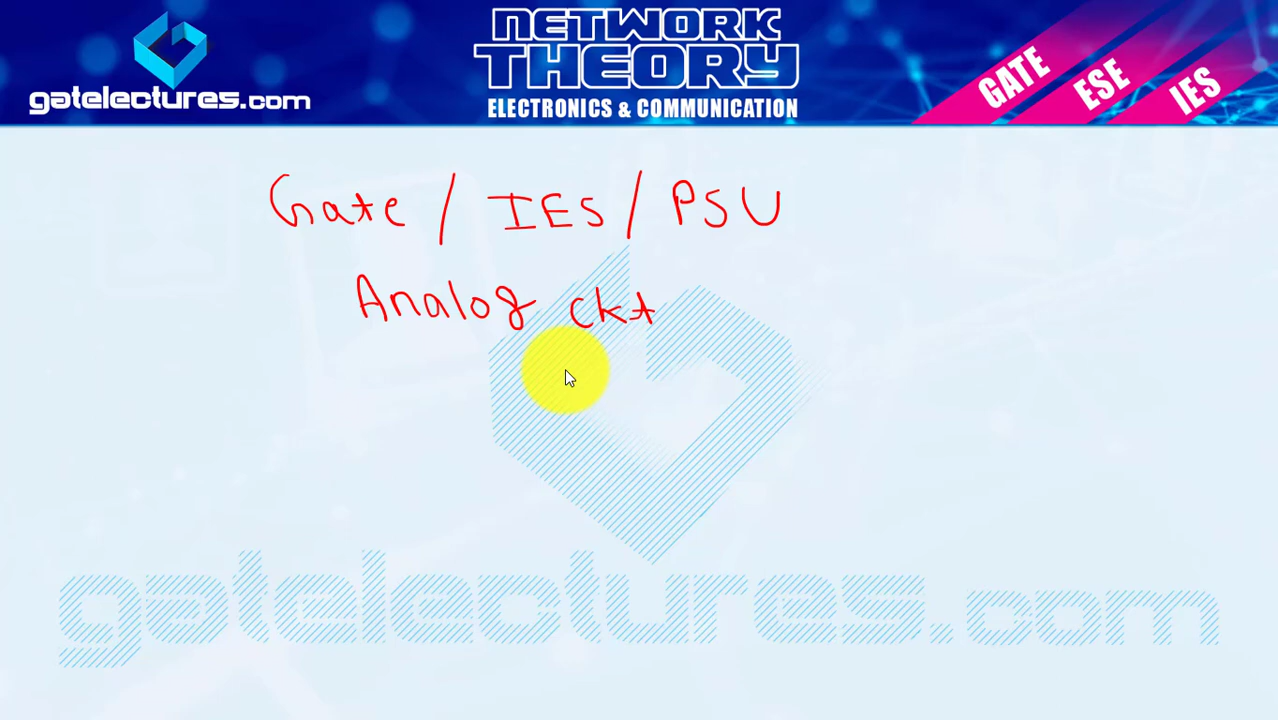 gatelectures.com
NETWORK
THEORY
ELECTRONICS & COMMUNICATION
GATE
ESE
IES
Gate / IES / PSU
Analog ckt
gatelectures.com